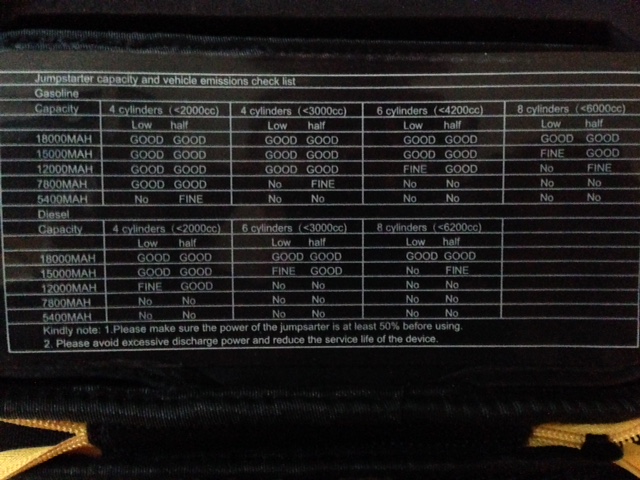 Jumpstarter capacity and vehicle emissions check list
Gasoline
Capacity 4 cylinders (<2000cc) 4 cylinders (<3000cc) 6 cylinders (<4200cc) 8 cylinders (<6000cc)
Low half Low half Low half Low half
18000MAH GOOD GOOD GOOD GOOD GOOD GOOD GOOD GOOD
15000MAH GOOD GOOD GOOD GOOD GOOD GOOD FINE GOOD
12000MAH GOOD GOOD GOOD GOOD FINE GOOD No FINE
7800MAH GOOD GOOD No FINE No No No No
5400MAH No FINE No No No No No No
Diesel
Capacity 4 cylinders (<2000cc) 6 cylinders (<3000cc) 8 cylinders (<6200cc)
Low half Low half Low half
18000MAH GOOD GOOD GOOD GOOD GOOD GOOD
15000MAH GOOD GOOD FINE GOOD No FINE
12000MAH FINE GOOD No No No No
7800MAH No No No No No No
5400MAH No No No No No No
Kindly note: 1.Please make sure the power of the jumpsarter is at least 50% before using.
2. Please avoid excessive discharge power and reduce the service life of the device.